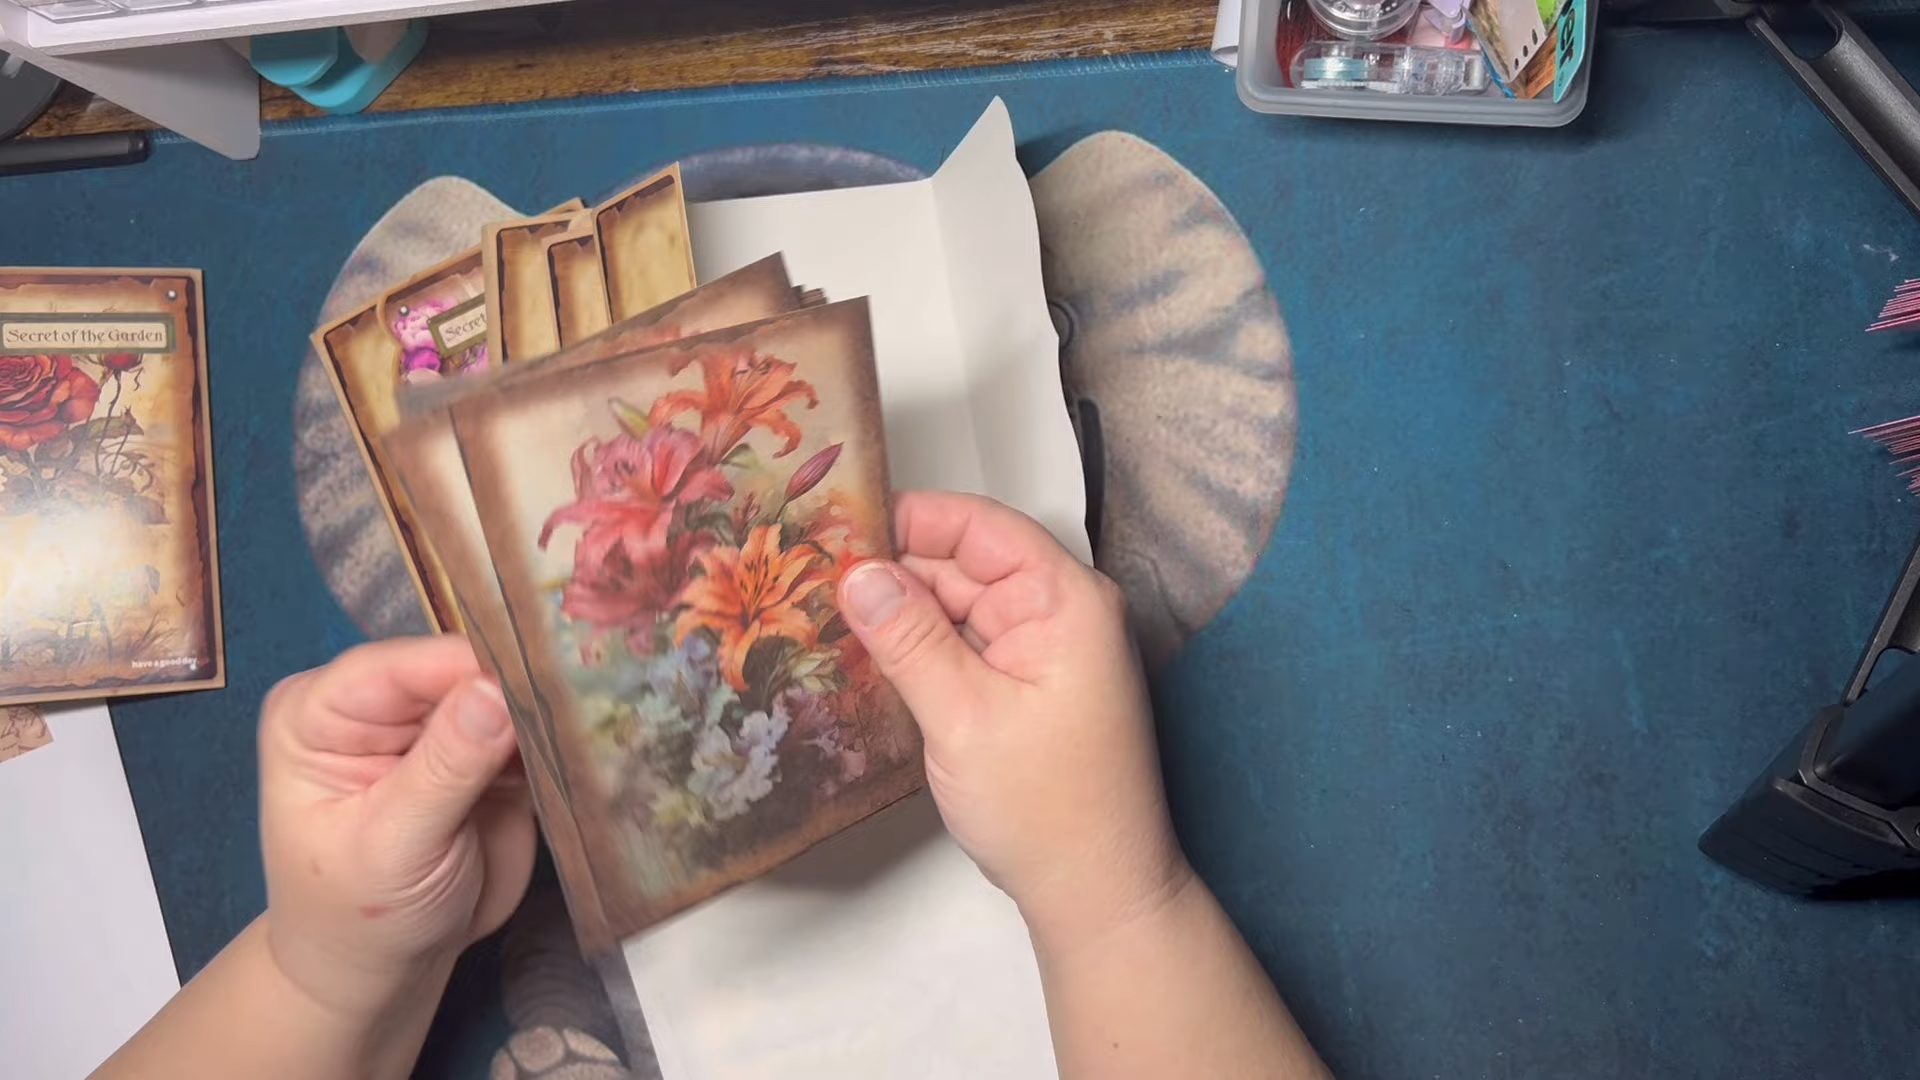 Secret of the Garden
have a good day
Secret